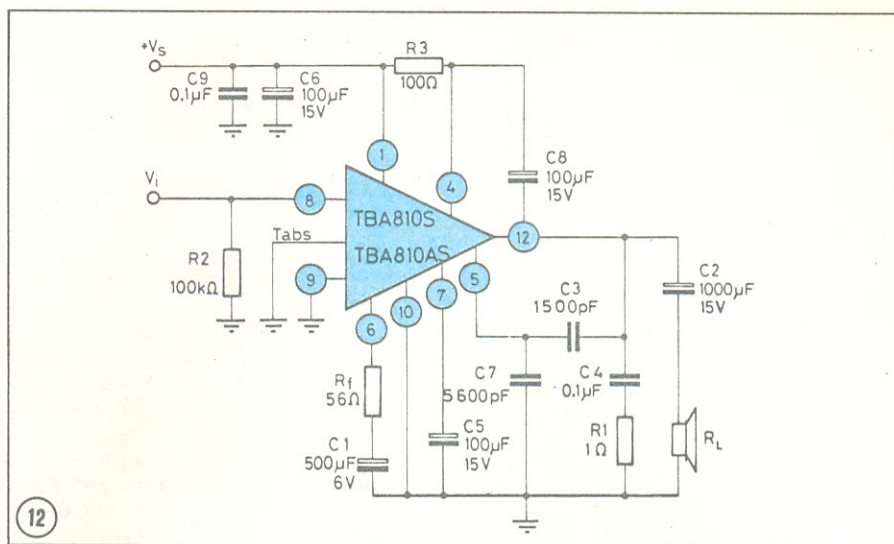 +Vs
R3
100Ω
C9
0.1µF
C6
100µF
15V
1
4
C8
100µF
15V
Vi
8
TBA810S
TBA810AS
12
Tabs
R2
100kΩ
9
6
10
7
5
C3
1500pF
C2
1000µF
15V
Rf
56Ω
C7
5600pF
C4
0.1µF
C1
500µF
6V
C5
100µF
15V
R1
1Ω
RL
12